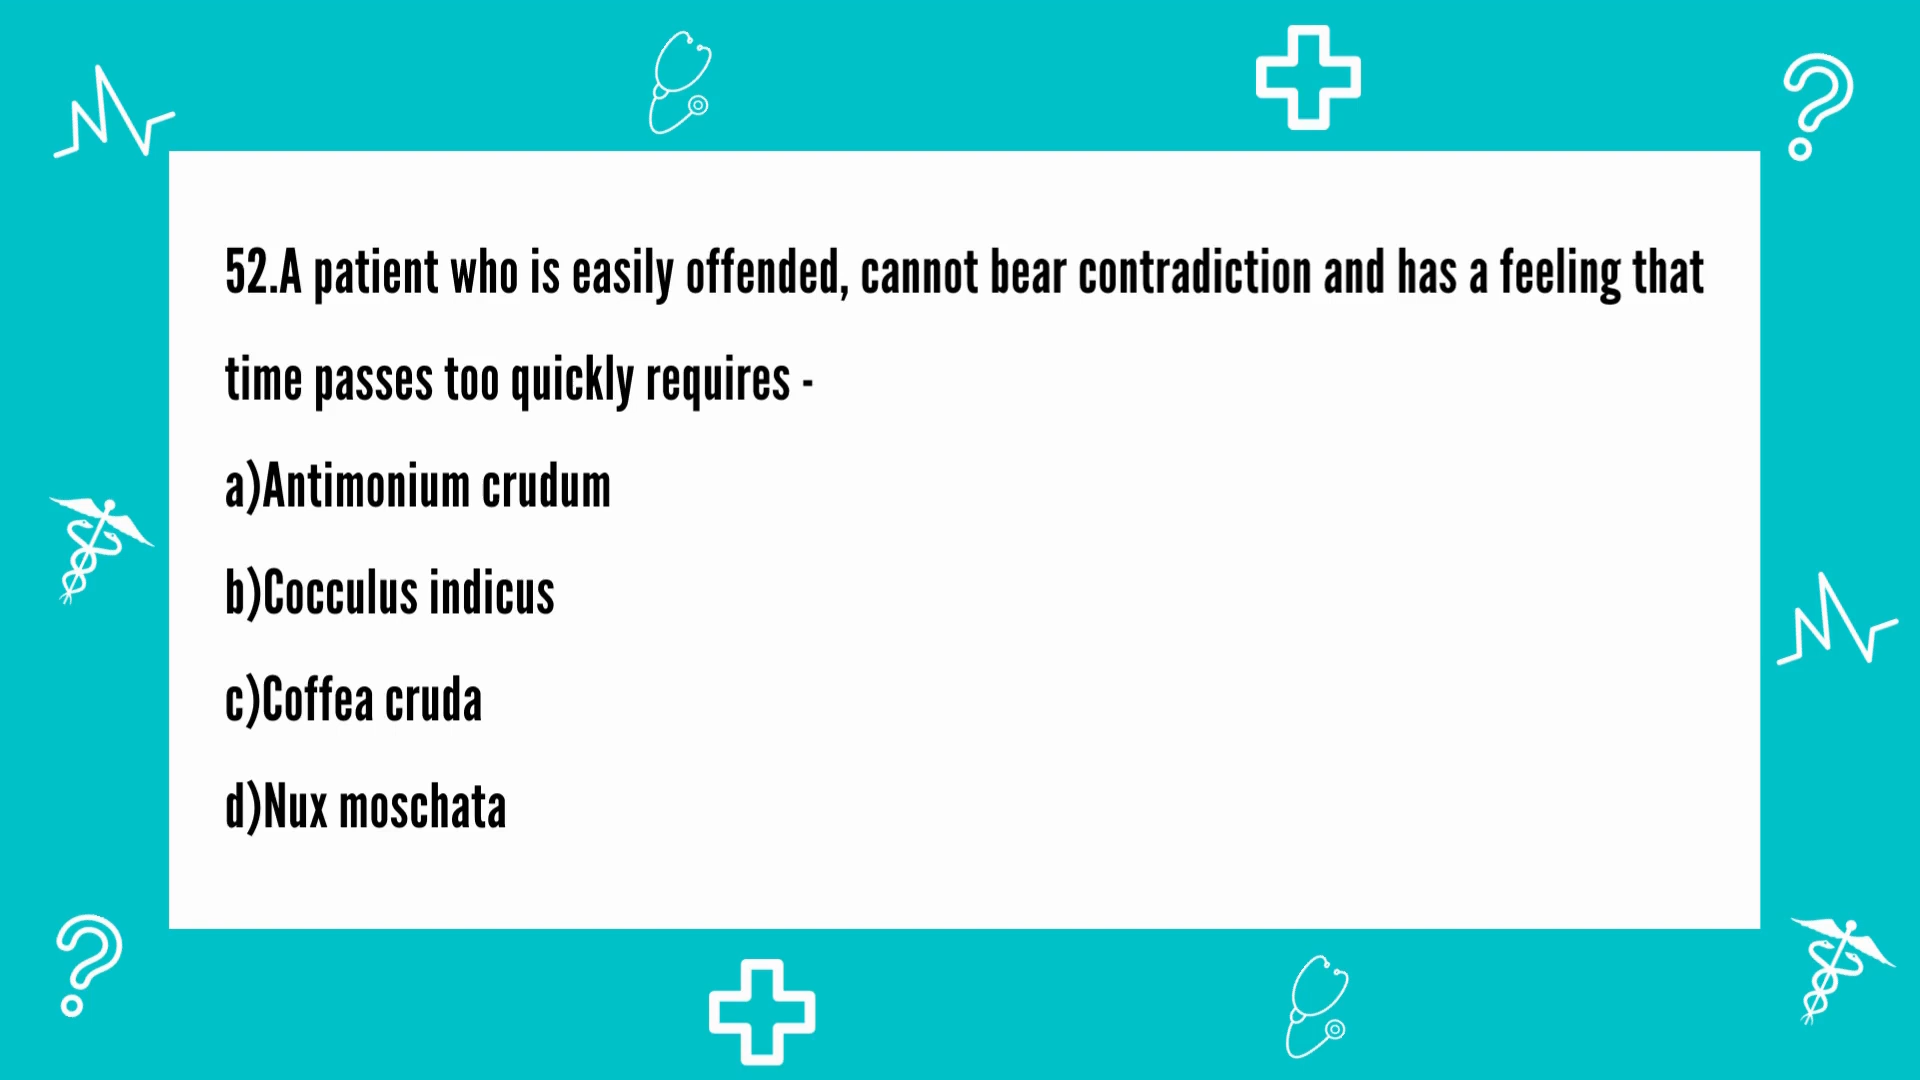 52.A patient who is easily offended, cannot bear contradiction and has a feeling that
time passes too quickly requires -
a)Antimonium crudum
b)Cocculus indicus
c)Coffea cruda
d)Nux moschata